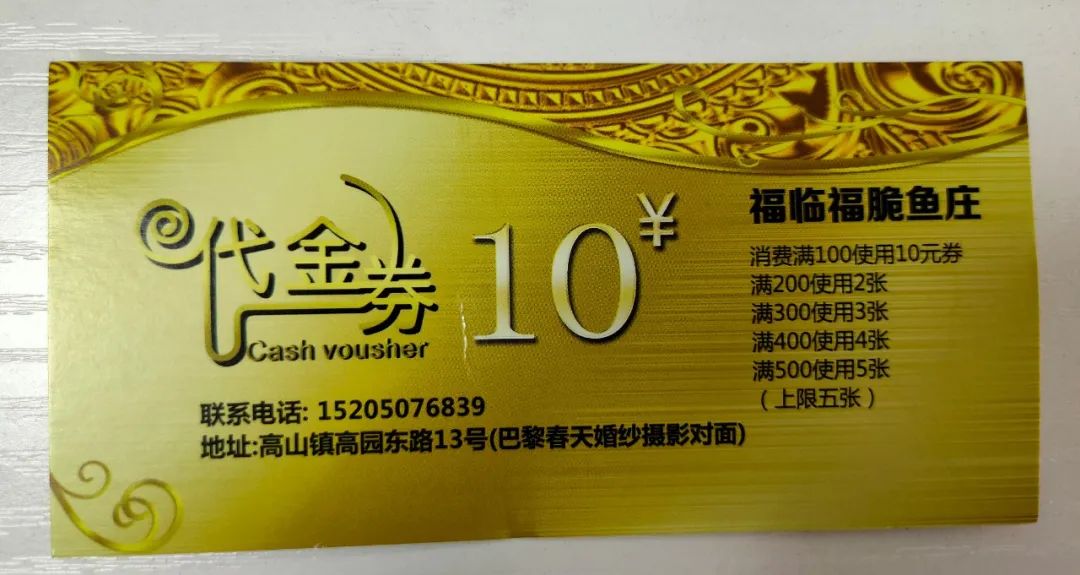 代金券
Cash vousher
10¥
联系电话: 15205076839
地址:高山镇高园东路13号(巴黎春天婚纱摄影对面)
福临福脆鱼庄
消费满100使用10元券
满200使用2张
满300使用3张
满400使用4张
满500使用5张
（上限五张）